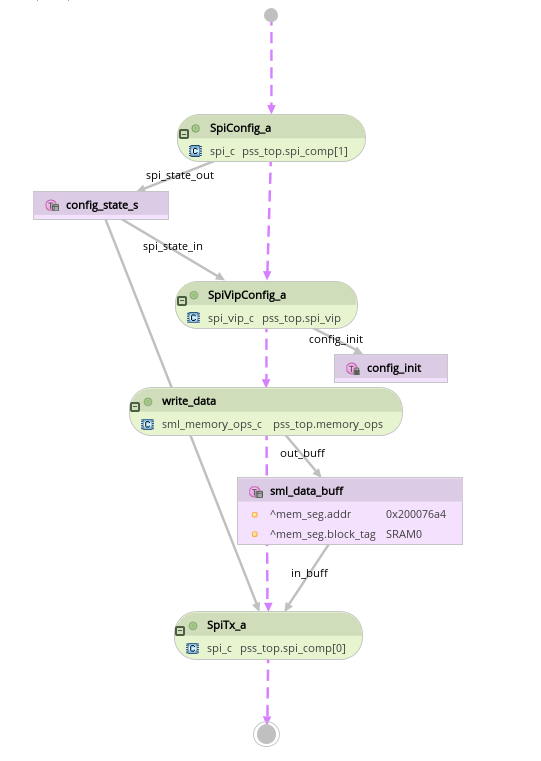 SpiConfig_a
spi_c pss_top.spi_comp[1]
spi_state_out
config_state_s
spi_state_in
SpiVipConfig_a
spi_vip_c pss_top.spi_vip
config_init
config_init
write_data
sml_memory_ops_c pss_top.memory_ops
out_buff
sml_data_buff
^mem_seg.addr 0x200076a4
^mem_seg.block_tag SRAM0
in_buff
SpiTx_a
spi_c pss_top.spi_comp[0]